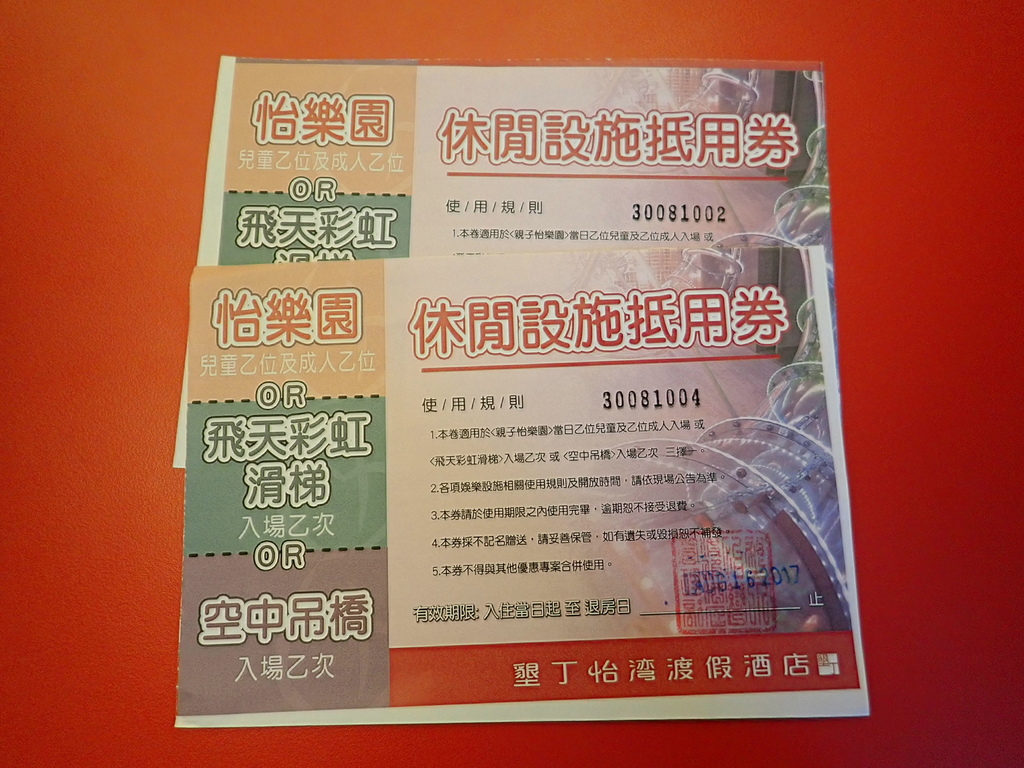 怡樂園
兒童乙位及成人乙位
OR
飛天彩虹
滑梯
休閒設施抵用券
使/用/規/則
30081002
1.本卷適用於<親子怡樂園>當日乙位兒童及乙位成人入場 或
怡樂園
兒童乙位及成人乙位
OR
飛天彩虹
滑梯
入場乙次
OR
空中吊橋
入場乙次
休閒設施抵用券
使/用/規/則
30081004
1.本卷適用於<親子怡樂園>當日乙位兒童及乙位成人入場 或
<飛天彩虹滑梯>入場乙次 或 <空中吊橋>入場乙次 三擇一。
2.各項娛樂設施相關使用規則及開放時間，請依現場公告為準。
3.本券請於使用期限之內使用完畢，逾期恕不接受退費。
4.本券採不記名贈送，請妥善保管，如有遺失或毀損恕不補發。
5.本券不得與其他優惠專案合併使用。
有效期限: 入住當日起 至 退房日 AUG 16 2017 止
墾丁怡湾渡假酒店